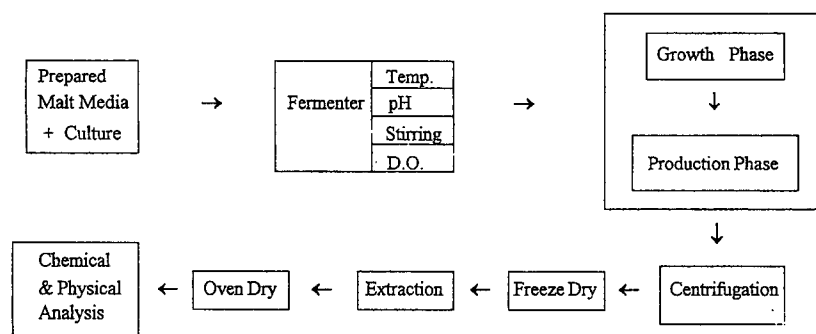 Prepared
Malt Media
+ Culture
→
Fermenter
Temp.
pH
Stirring
D.O.
→
Growth Phase
↓
Production Phase
↓
Centrifugation
←
Freeze Dry
←
Extraction
←
Oven Dry
←
Chemical
& Physical
Analysis